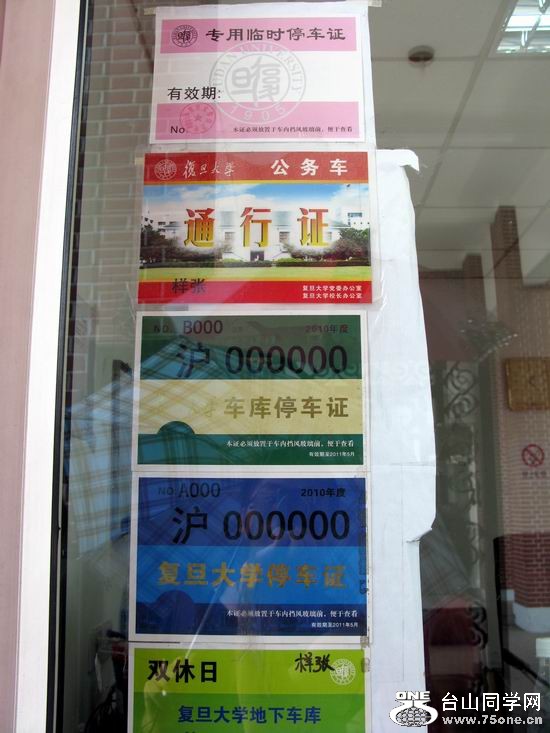 专用临时停车证
FUDAN UNIVERSITY
1905
有效期:
No
本证必须放置于车内挡风玻璃前，便于查看
復旦大学 公务车
通行证
样张
复旦大学党委办公室
复旦大学校长办公室
NO. B000 2010年度
沪 000000
车库停车证
本证必须放置于车内挡风玻璃前，便于查看
有效期至2011年5月
NO. A000 2010年度
沪 000000
复旦大学停车证
本证必须放置于车内挡风玻璃前，便于查看
有效期至2011年5月
双休日 样张
复旦大学地下车库
ONE 台山同学网
www.75one.cn